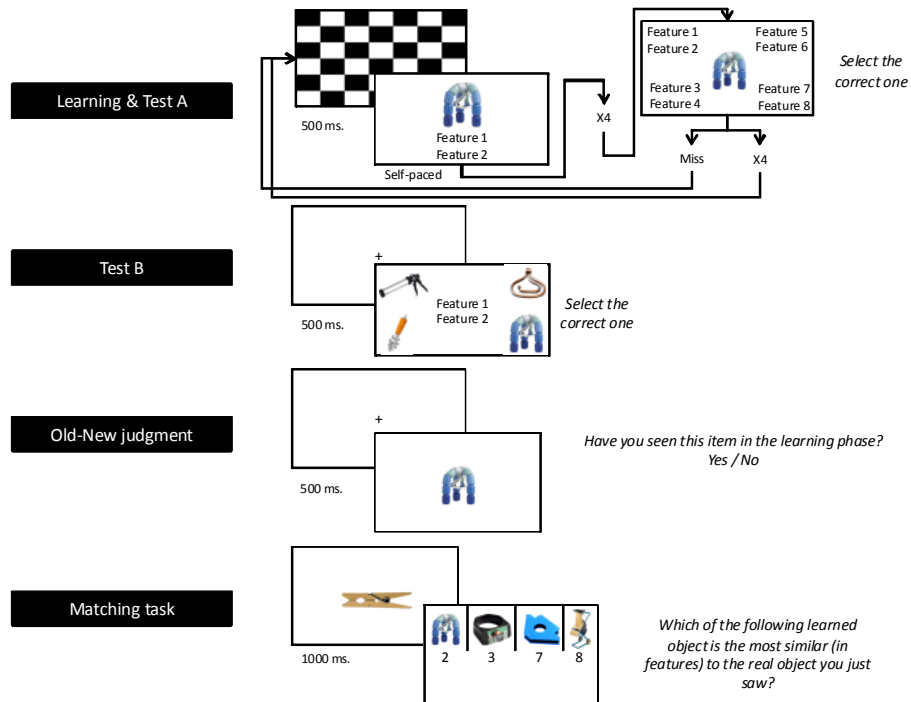 Learning & Test A
500 ms.
Feature 1
Feature 2
Self-paced
X4
Feature 1
Feature 2
Feature 3
Feature 4
Feature 5
Feature 6
Feature 7
Feature 8
Select the
correct one
Miss
X4
Test B
+
500 ms.
Feature 1
Feature 2
Select the
correct one
Old-New judgment
+
500 ms.
Have you seen this item in the learning phase?
Yes / No
Matching task
1000 ms.
2 3 7 8
Which of the following learned
object is the most similar (in
features) to the real object you just
saw?